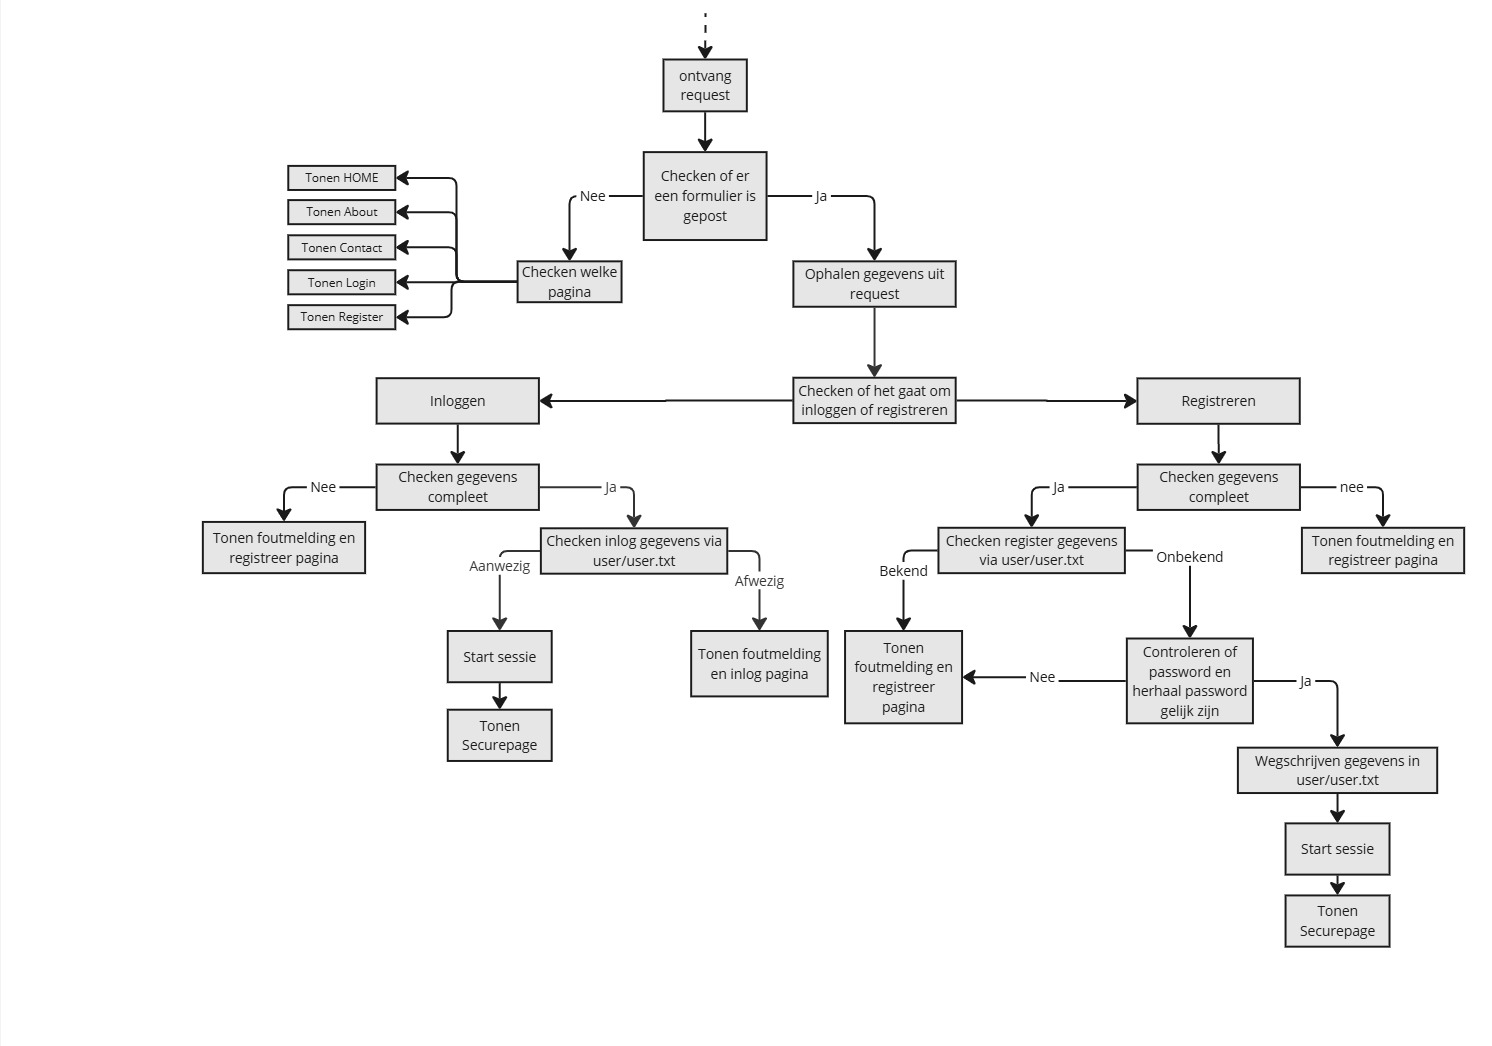 ontvang
request
Checken of er
een formulier is
gepost
Nee
Ja
Tonen HOME
Tonen About
Tonen Contact
Tonen Login
Tonen Register
Checken welke
pagina
Ophalen gegevens uit
request
Checken of het gaat om
inloggen of registreren
Inloggen
Registreren
Checken gegevens
compleet
Nee
Ja
Tonen foutmelding en
registreer pagina
Checken inlog gegevens via
user/user.txt
Aanwezig
Afwezig
Start sessie
Tonen
Securepage
Tonen foutmelding
en inlog pagina
Checken gegevens
compleet
Ja
nee
Checken register gegevens
via user/user.txt
Tonen foutmelding en
registreer pagina
Bekend
Onbekend
Tonen
foutmelding en
registreer
pagina
Nee
Controleren of
password en
herhaal password
gelijk zijn
Ja
Wegschrijven gegevens in
user/user.txt
Start sessie
Tonen
Securepage